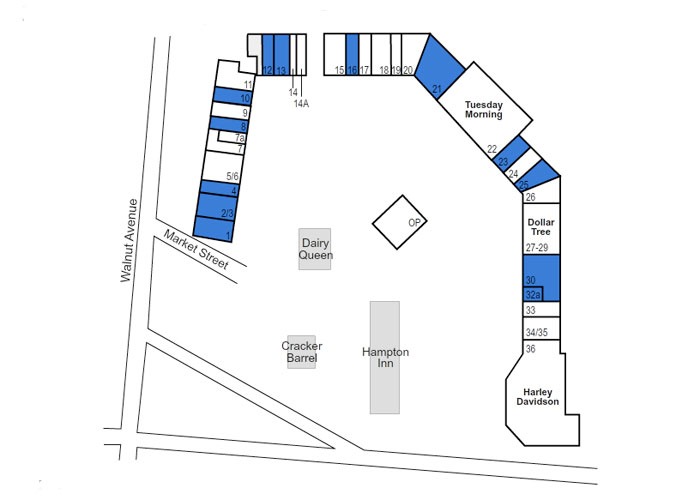 12
13
14
14A
15
16
17
18
19
20
21
Tuesday
Morning
22
23
24
25
26
Dollar
Tree
27-29
30
32a
33
34/35
36
Harley
Davidson
11
10
9
8
7a
7
5/6
4
2/3
1
OP
Walnut Avenue
Market Street
Dairy
Queen
Cracker
Barrel
Hampton
Inn